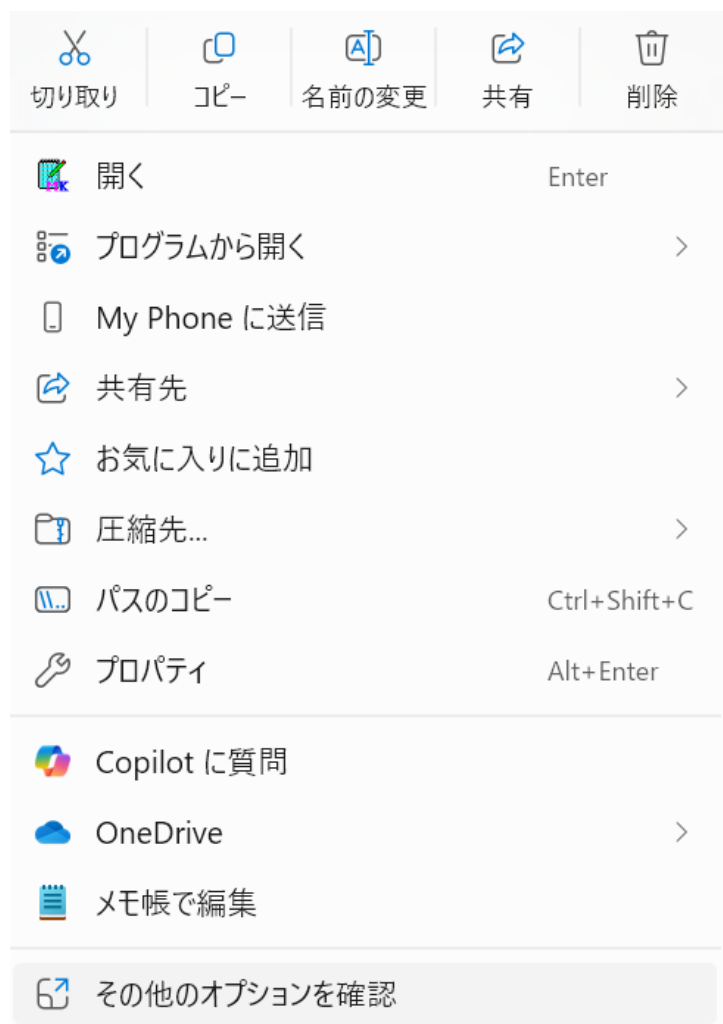 切り取り
コピー
名前の変更
共有
削除
開く Enter
プログラムから開く
My Phone に送信
共有先
お気に入りに追加
圧縮先...
パスのコピー Ctrl+Shift+C
プロパティ Alt+Enter
Copilot に質問
OneDrive
メモ帳で編集
その他のオプションを確認